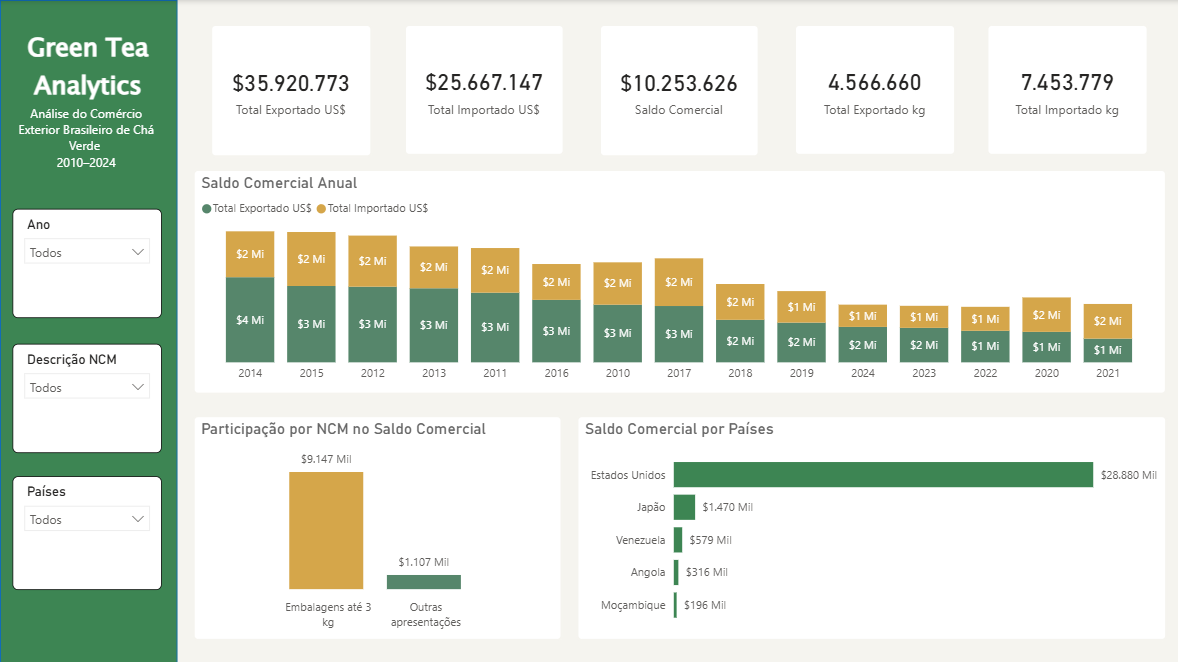 Green Tea
Analytics
Análise do Comércio
Exterior Brasileiro de Chá
Verde
2010–2024
Ano
Todos
Descrição NCM
Todos
Países
Todos
$35.920.773
Total Exportado US$
$25.667.147
Total Importado US$
$10.253.626
Saldo Comercial
4.566.660
Total Exportado kg
7.453.779
Total Importado kg
Saldo Comercial Anual
Total Exportado US$ Total Importado US$
$2 Mi $2 Mi $2 Mi $2 Mi $2 Mi $2 Mi $2 Mi $2 Mi $2 Mi $1 Mi $1 Mi $1 Mi $1 Mi $2 Mi $2 Mi
$4 Mi $3 Mi $3 Mi $3 Mi $3 Mi $3 Mi $3 Mi $3 Mi $2 Mi $2 Mi $2 Mi $2 Mi $1 Mi $1 Mi $1 Mi
2014 2015 2012 2013 2011 2016 2010 2017 2018 2019 2024 2023 2022 2020 2021
Participação por NCM no Saldo Comercial
$9.147 Mil
$1.107 Mil
Embalagens até 3
kg
Outras
apresentações
Saldo Comercial por Países
Estados Unidos $28.880 Mil
Japão $1.470 Mil
Venezuela $579 Mil
Angola $316 Mil
Moçambique $196 Mil